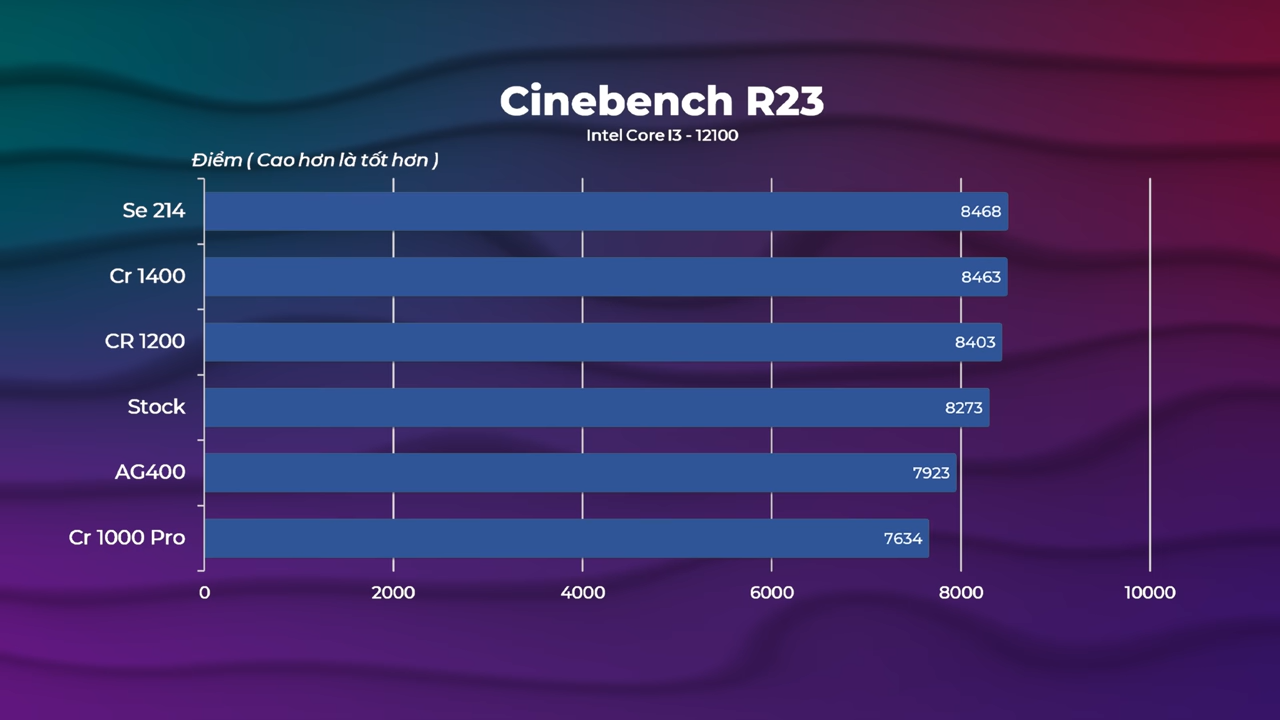 Cinebench R23
Intel Core I3 - 12100
Điểm ( Cao hơn là tốt hơn )
Se 214 8468
Cr 1400 8463
CR 1200 8403
Stock 8273
AG400 7923
Cr 1000 Pro 7634
0 2000 4000 6000 8000 10000